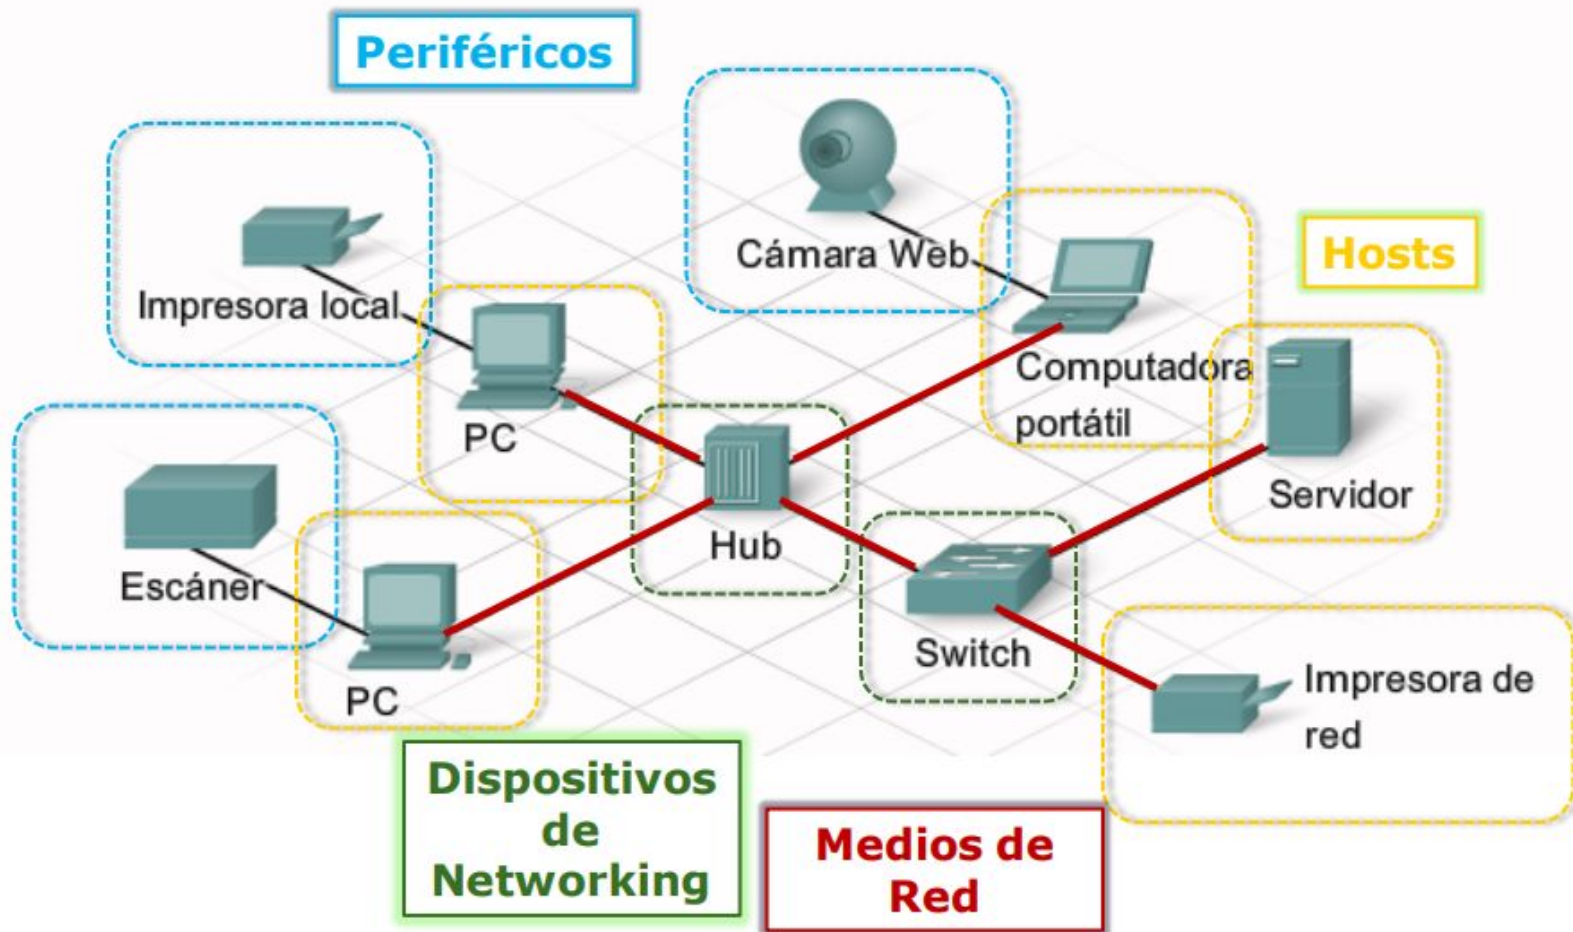 Periféricos
Cámara Web
Hosts
Impresora local
Computadora
portátil
PC
Servidor
Hub
Escáner
Switch
Impresora de
red
PC
Dispositivos
de
Networking
Medios de
Red